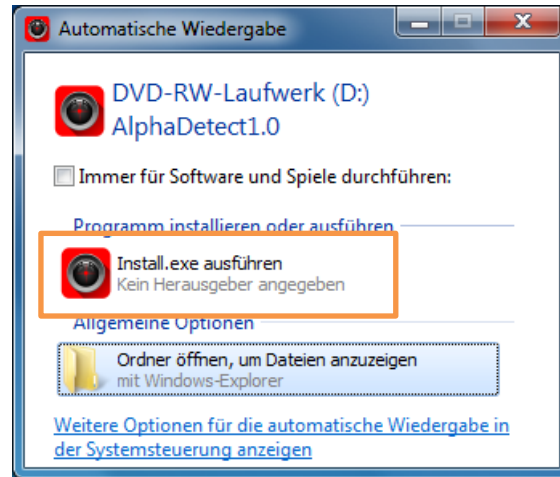 Automatische Wiedergabe
DVD-RW-Laufwerk (D:)
AlphaDetect1.0
Immer für Software und Spiele durchführen:
Programm installieren oder ausführen
Install.exe ausführen
Kein Herausgeber angegeben
Allgemeine Optionen
Ordner öffnen, um Dateien anzuzeigen
mit Windows-Explorer
Weitere Optionen für die automatische Wiedergabe in
der Systemsteuerung anzeigen